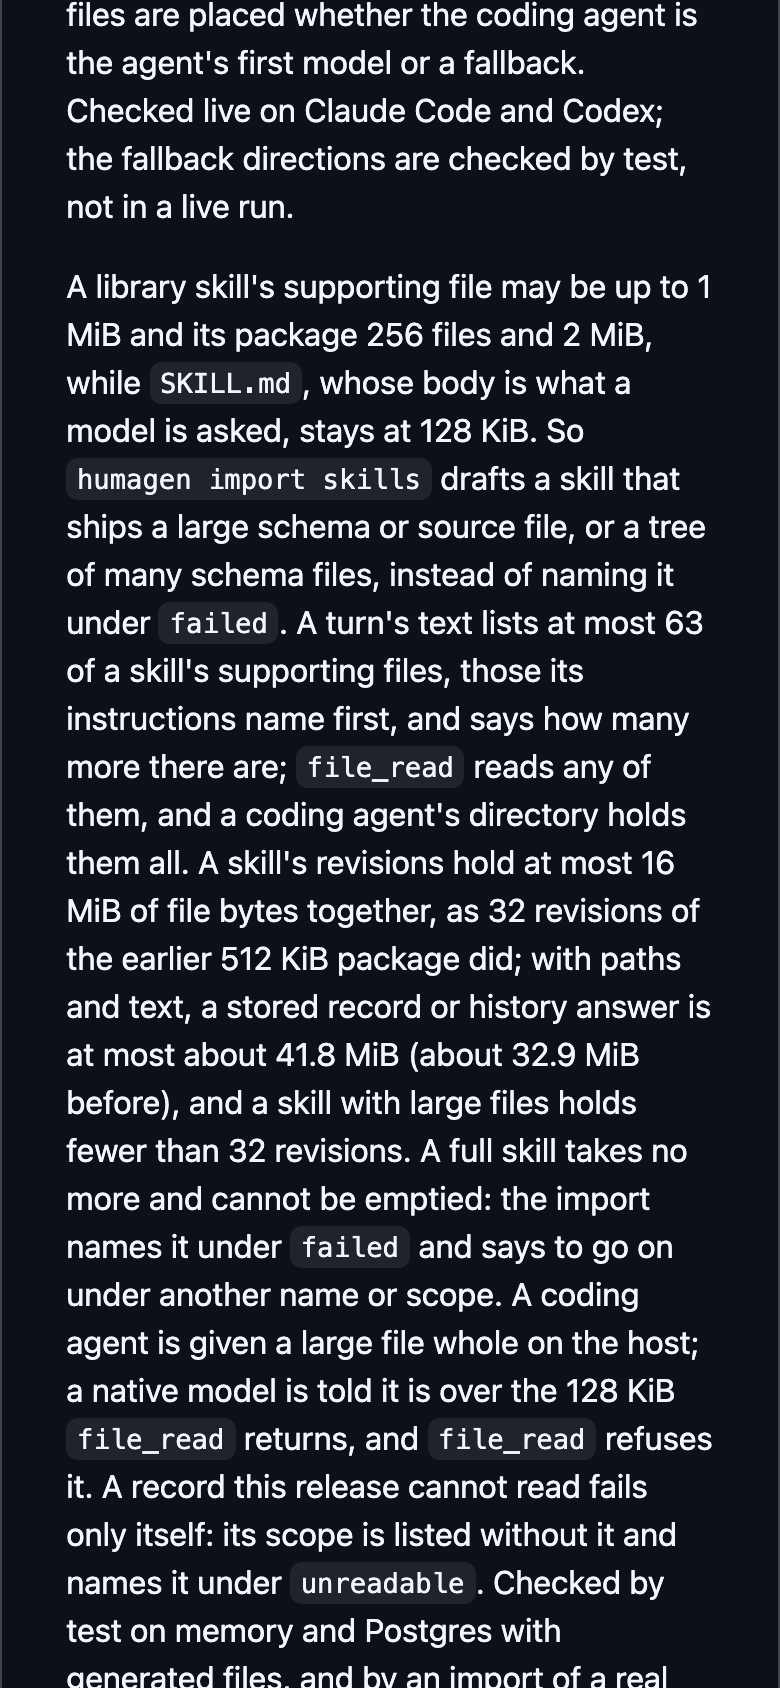 files are placed whether the coding agent is
the agent's first model or a fallback.
Checked live on Claude Code and Codex;
the fallback directions are checked by test,
not in a live run.
A library skill's supporting file may be up to 1
MiB and its package 256 files and 2 MiB,
while SKILL.md, whose body is what a
model is asked, stays at 128 KiB. So
humagen import skills drafts a skill that
ships a large schema or source file, or a tree
of many schema files, instead of naming it
under failed. A turn's text lists at most 63
of a skill's supporting files, those its
instructions name first, and says how many
more there are; file_read reads any of
them, and a coding agent's directory holds
them all. A skill's revisions hold at most 16
MiB of file bytes together, as 32 revisions of
the earlier 512 KiB package did; with paths
and text, a stored record or history answer is
at most about 41.8 MiB (about 32.9 MiB
before), and a skill with large files holds
fewer than 32 revisions. A full skill takes no
more and cannot be emptied: the import
names it under failed and says to go on
under another name or scope. A coding
agent is given a large file whole on the host;
a native model is told it is over the 128 KiB
file_read returns, and file_read refuses
it. A record this release cannot read fails
only itself: its scope is listed without it and
names it under unreadable. Checked by
test on memory and Postgres with
generated files, and by an import of a real